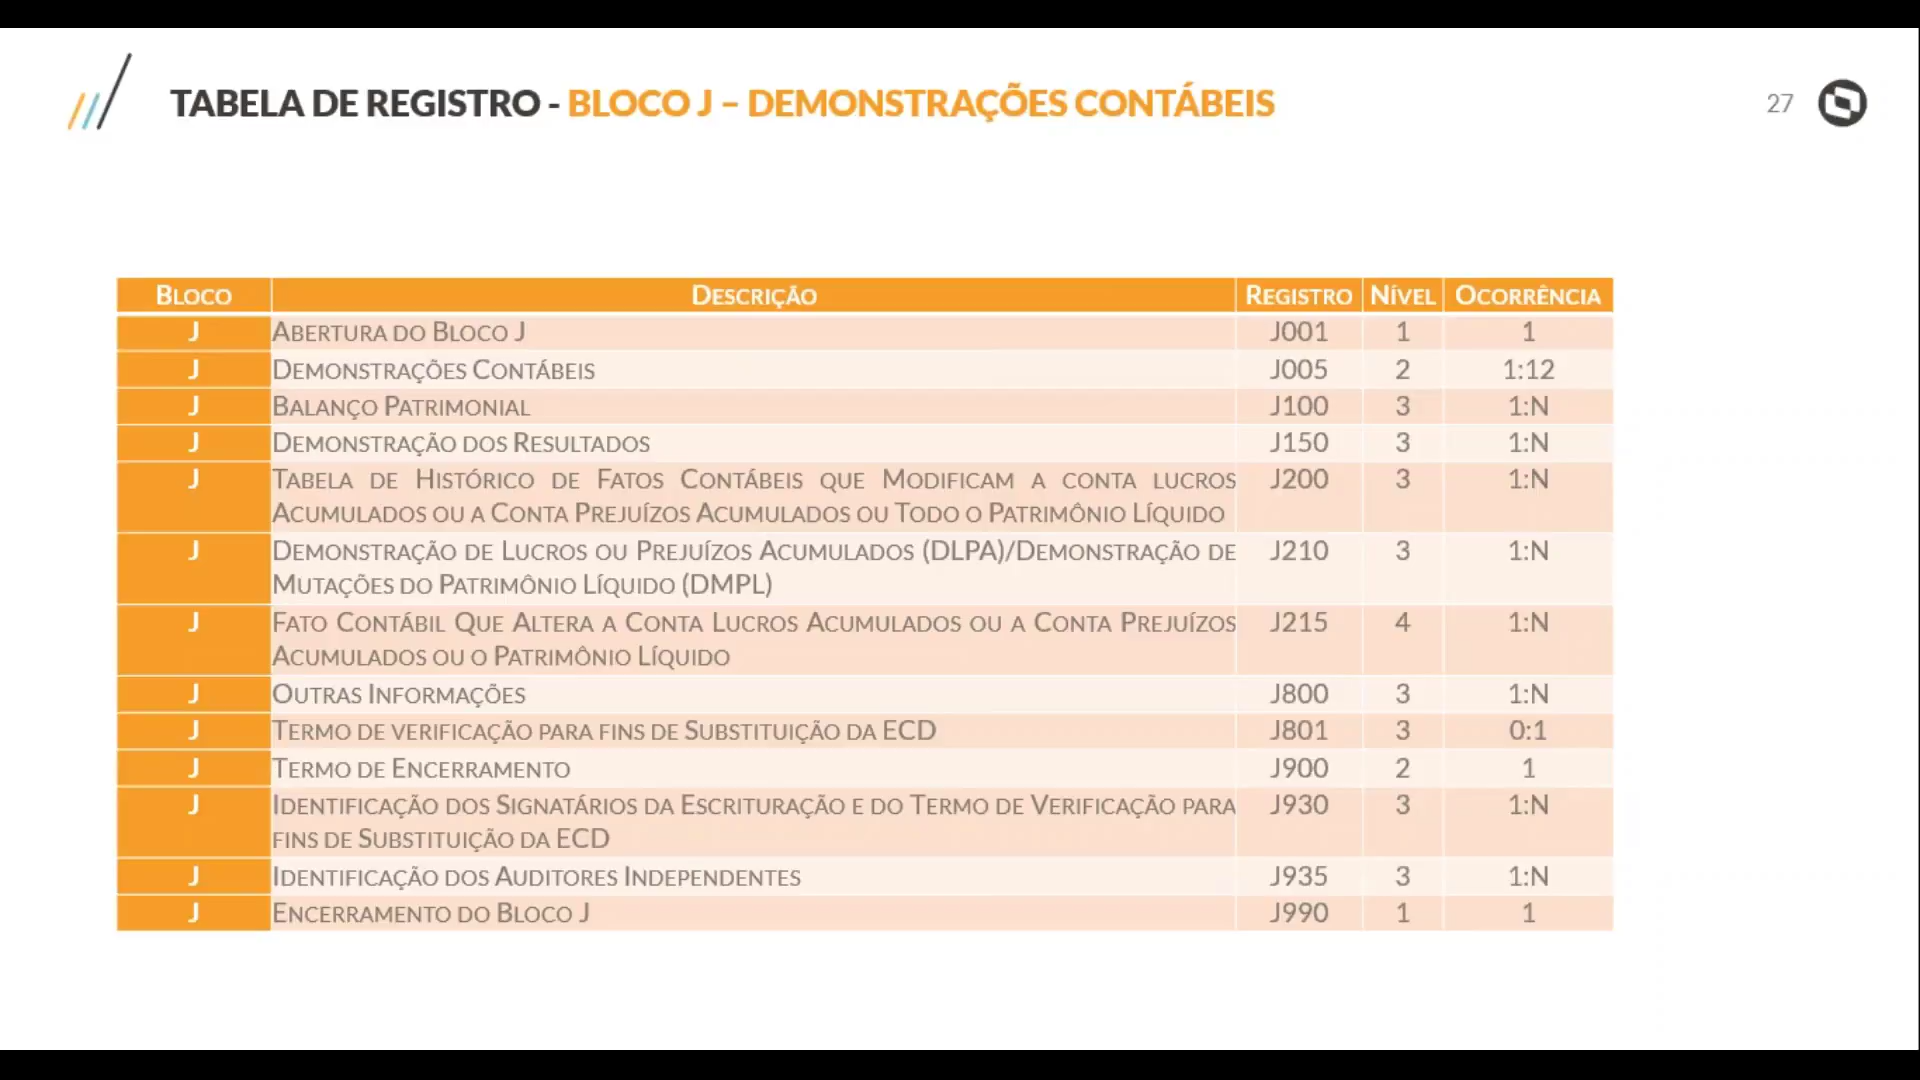 TABELA DE REGISTRO - BLOCO J – DEMONSTRAÇÕES CONTÁBEIS
27
BLOCO DESCRIÇÃO REGISTRO NÍVEL OCORRÊNCIA
J ABERTURA DO BLOCO J J001 1 1
J DEMONSTRAÇÕES CONTÁBEIS J005 2 1:12
J BALANÇO PATRIMONIAL J100 3 1:N
J DEMONSTRAÇÃO DOS RESULTADOS J150 3 1:N
J TABELA DE HISTÓRICO DE FATOS CONTÁBEIS QUE MODIFICAM A CONTA LUCROS J200 3 1:N
ACUMULADOS OU A CONTA PREJUÍZOS ACUMULADOS OU TODO O PATRIMÔNIO LÍQUIDO
J DEMONSTRAÇÃO DE LUCROS OU PREJUÍZOS ACUMULADOS (DLPA)/DEMONSTRAÇÃO DE J210 3 1:N
MUTAÇÕES DO PATRIMÔNIO LÍQUIDO (DMPL)
J FATO CONTÁBIL QUE ALTERA A CONTA LUCROS ACUMULADOS OU A CONTA PREJUÍZOS J215 4 1:N
ACUMULADOS OU O PATRIMÔNIO LÍQUIDO
J OUTRAS INFORMAÇÕES J800 3 1:N
J TERMO DE VERIFICAÇÃO PARA FINS DE SUBSTITUIÇÃO DA ECD J801 3 0:1
J TERMO DE ENCERRAMENTO J900 2 1
J IDENTIFICAÇÃO DOS SIGNATÁRIOS DA ESCRITURAÇÃO E DO TERMO DE VERIFICAÇÃO PARA J930 3 1:N
FINS DE SUBSTITUIÇÃO DA ECD
J IDENTIFICAÇÃO DOS AUDITORES INDEPENDENTES J935 3 1:N
J ENCERRAMENTO DO BLOCO J J990 1 1